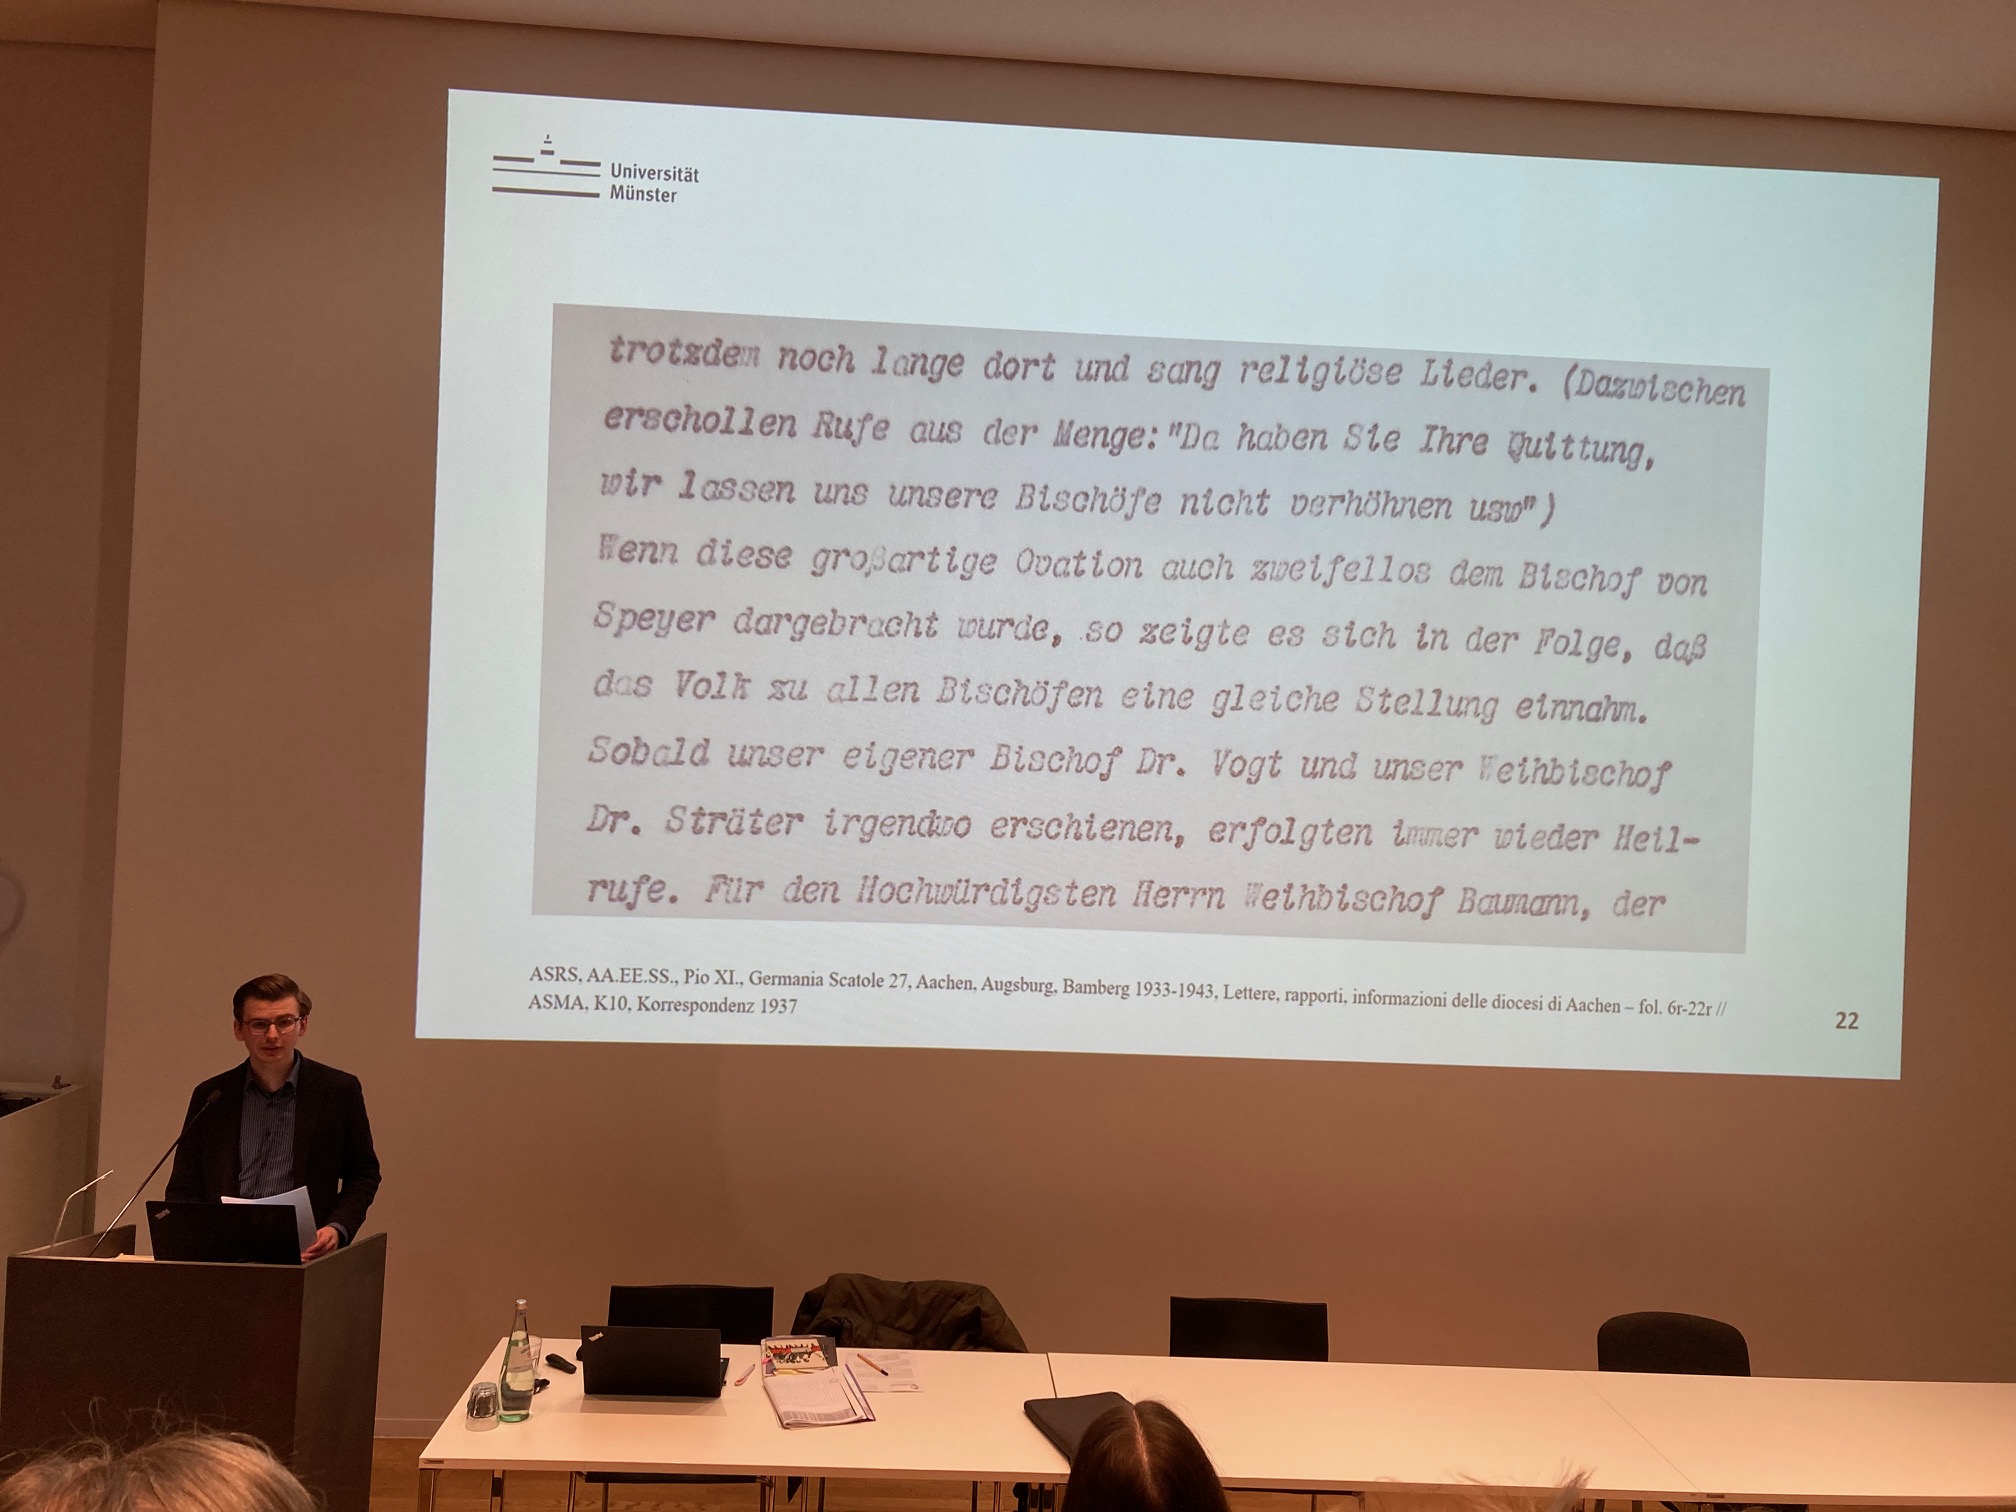 Universität
Münster
trotzdem noch lange dort und sang religiöse Lieder. (Dazwischen
erschollen Rufe aus der Menge: "Da haben Sie Ihre Quittung,
wir lassen uns unsere Bischöfe nicht verhöhnen usw")
Wenn diese großartige Ovation auch zweifellos dem Bischof von
Speyer dargebracht wurde, so zeigte es sich in der Folge, daß
das Volk zu allen Bischöfen eine gleiche Stellung einnahm.
Sobald unser eigener Bischof Dr. Vogt und unser Weihbischof
Dr. Sträter irgendwo erschienen, erfolgten immer wieder Heil-
rufe. Für den Hochwürdigsten Herrn Weihbischof Baumann, der
ASRS, AA.EE.SS., Pio XI., Germania Scatole 27, Aachen, Augsburg, Bamberg 1933-1943, Lettere, rapporti, informazioni delle diocesi di Aachen – fol. 6r-22r //
ASMA, K10, Korrespondenz 1937
22
ThinkPad
ThinkPad